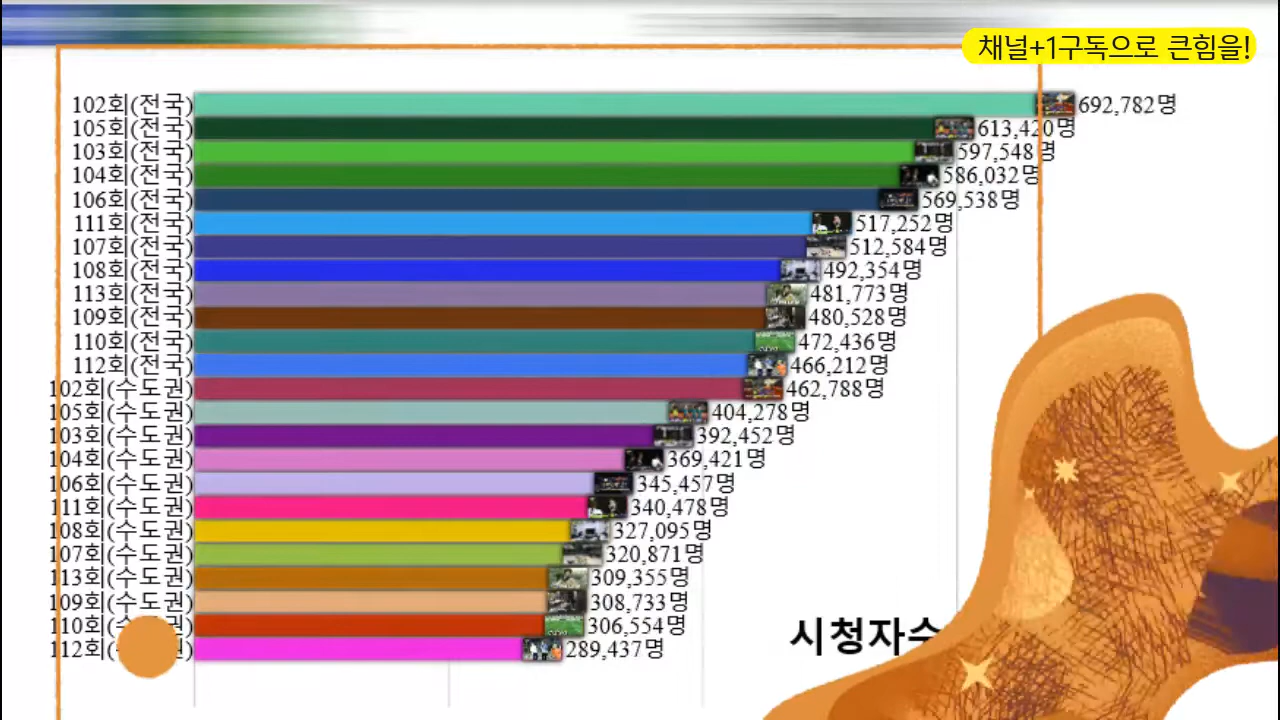 채널+1구독으로 큰힘을!
102회(전국) 692,782명
105회(전국) 613,420명
103회(전국) 597,548명
104회(전국) 586,032명
106회(전국) 569,538명
111회(전국) 517,252명
107회(전국) 512,584명
108회(전국) 492,354명
113회(전국) 481,773명
109회(전국) 480,528명
110회(전국) 472,436명
112회(전국) 466,212명
102회(수도권) 462,788명
105회(수도권) 404,278명
103회(수도권) 392,452명
104회(수도권) 369,421명
106회(수도권) 345,457명
111회(수도권) 340,478명
108회(수도권) 327,095명
107회(수도권) 320,871명
113회(수도권) 309,355명
109회(수도권) 308,733명
110회(수도권) 306,554명
112회(수도권) 289,437명
시청자수